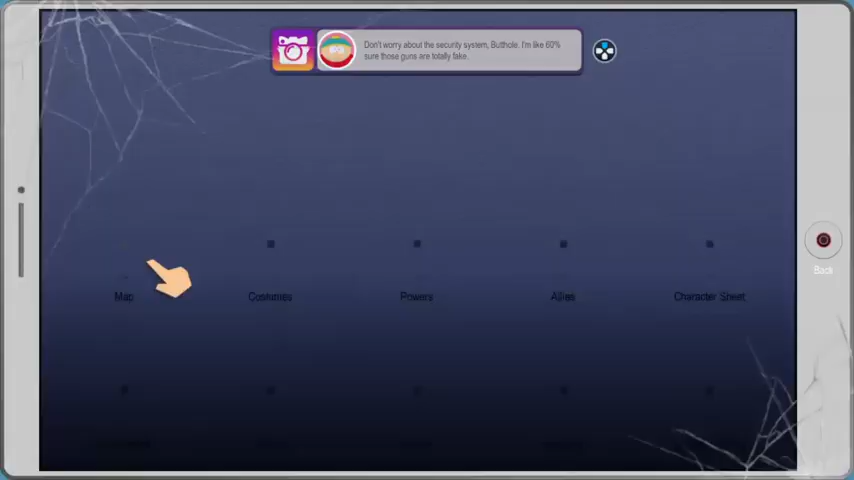 Don't worry about the security system, Butthole. I'm like 60%
sure those guns are totally fake.
Back
Map Costumes Powers Allies Character Sheet